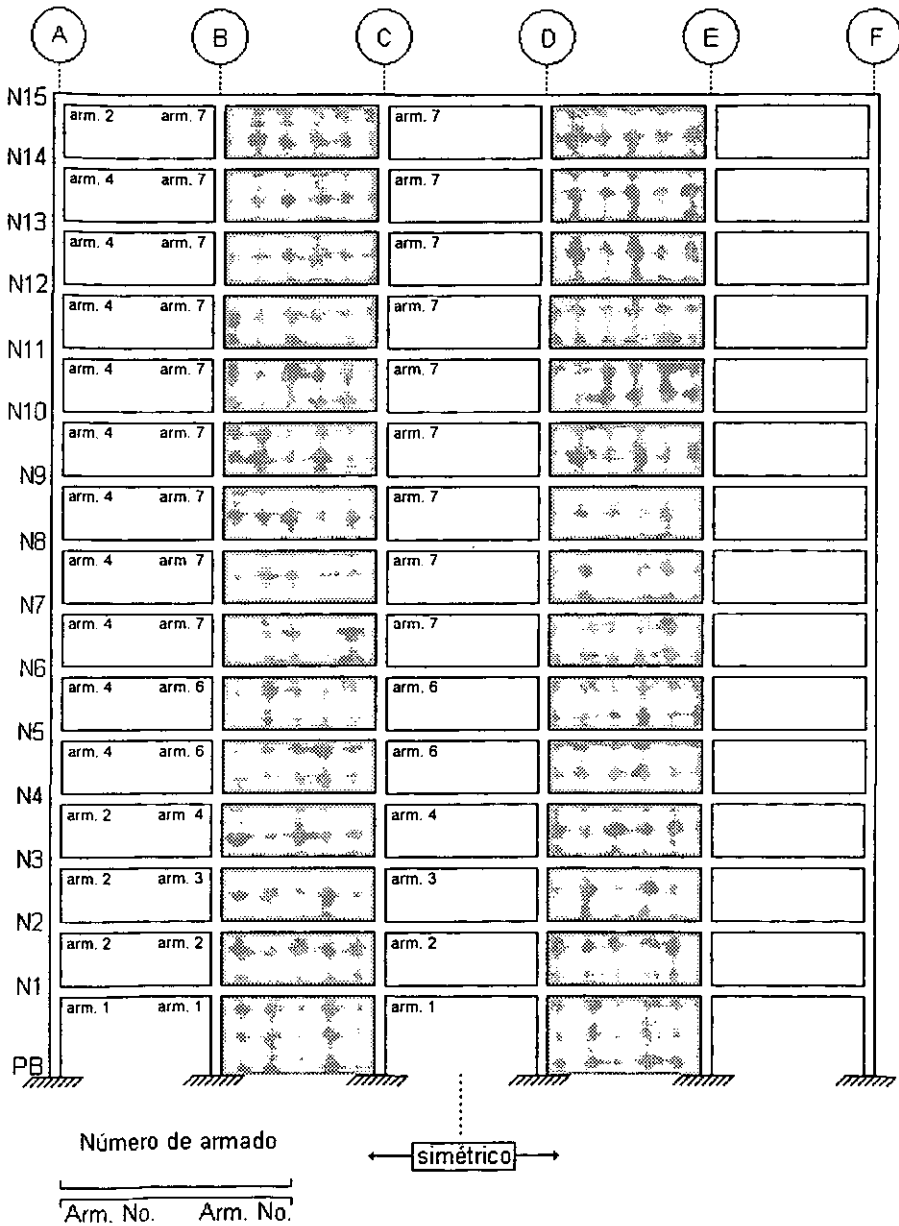 A B C D E F
N15
arm. 2 arm. 7 arm. 7
N14
arm. 4 arm. 7 arm. 7
N13
arm. 4 arm. 7 arm. 7
N12
arm. 4 arm. 7 arm. 7
N11
arm. 4 arm. 7 arm. 7
N10
arm. 4 arm. 7 arm. 7
N9
arm. 4 arm. 7 arm. 7
N8
arm. 4 arm. 7 arm. 7
N7
arm. 4 arm. 7 arm. 7
N6
arm. 4 arm. 6 arm. 6
N5
arm. 4 arm. 6 arm. 6
N4
arm. 2 arm 4 arm. 4
N3
arm. 2 arm. 3 arm. 3
N2
arm. 2 arm. 2 arm. 2
N1
arm. 1 arm. 1 arm. 1
PB
Número de armado
simétrico
Arm. No. Arm. No.